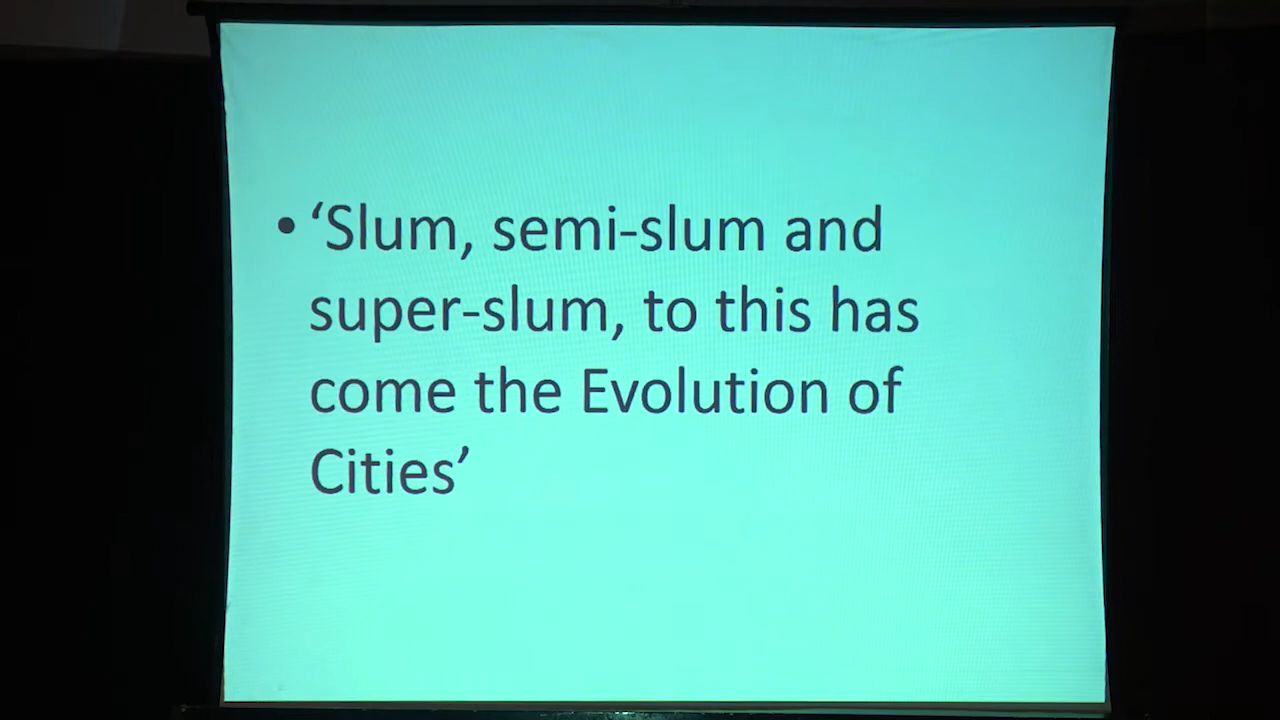 • ‘Slum, semi-slum and
super-slum, to this has
come the Evolution of
Cities’